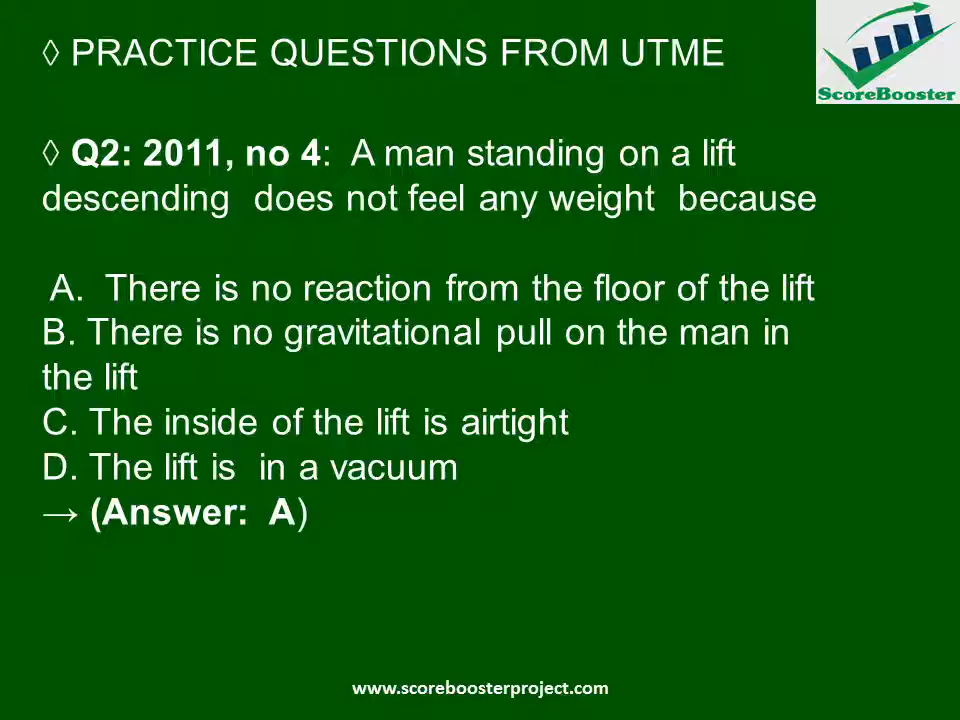 ◊ PRACTICE QUESTIONS FROM UTME
ScoreBooster
◊ Q2: 2011, no 4: A man standing on a lift
descending does not feel any weight because
A. There is no reaction from the floor of the lift
B. There is no gravitational pull on the man in
the lift
C. The inside of the lift is airtight
D. The lift is in a vacuum
→ (Answer: A)
www.scoreboosterproject.com